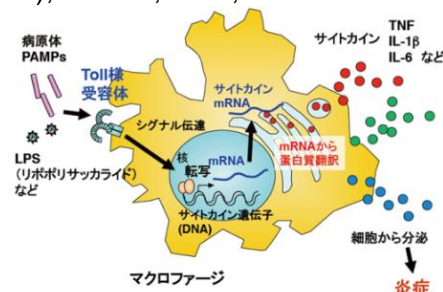 病原体
PAMPs
Toll様
受容体
LPS
(リポポリサッカライド)
など
シグナル伝達
核
転写
mRNA
サイトカイン遺伝子
(DNA)
サイトカイン
mRNA
mRNAから
蛋白質翻訳
サイトカイン
TNF
IL-1β
IL-6 など
細胞から分泌
炎症
マクロファージ